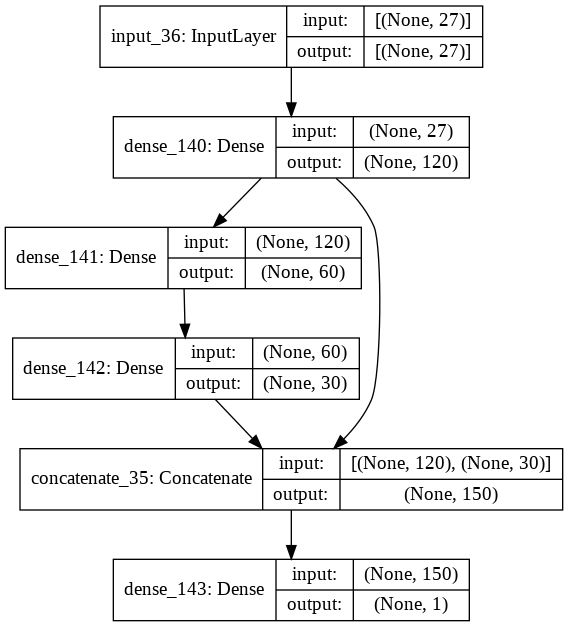 input_36: InputLayer
input: [(None, 27)]
output: [(None, 27)]
dense_140: Dense
input: (None, 27)
output: (None, 120)
dense_141: Dense
input: (None, 120)
output: (None, 60)
dense_142: Dense
input: (None, 60)
output: (None, 30)
concatenate_35: Concatenate
input: [(None, 120), (None, 30)]
output: (None, 150)
dense_143: Dense
input: (None, 150)
output: (None, 1)